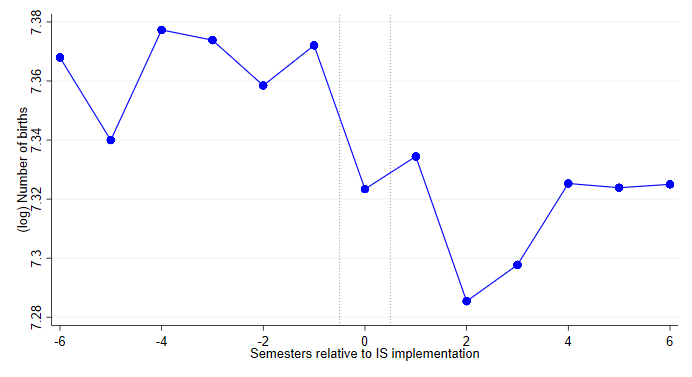 (log) Number of births
7.38
7.36
7.34
7.32
7.3
7.28
-6 -4 -2 0 2 4 6
Semesters relative to IS implementation